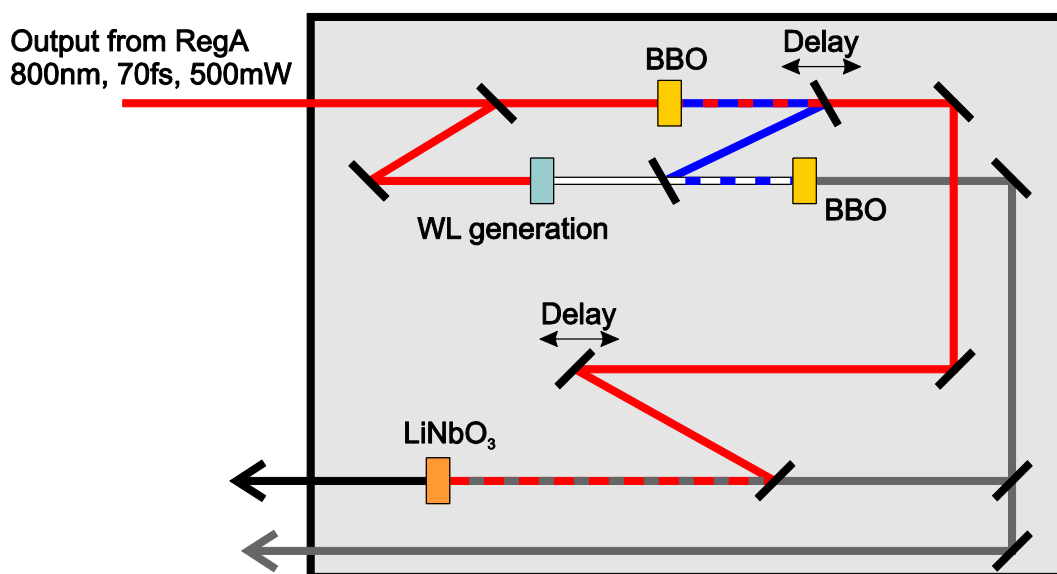 Output from RegA
800nm, 70fs, 500mW
BBO
Delay
WL generation
BBO
Delay
LiNbO₃